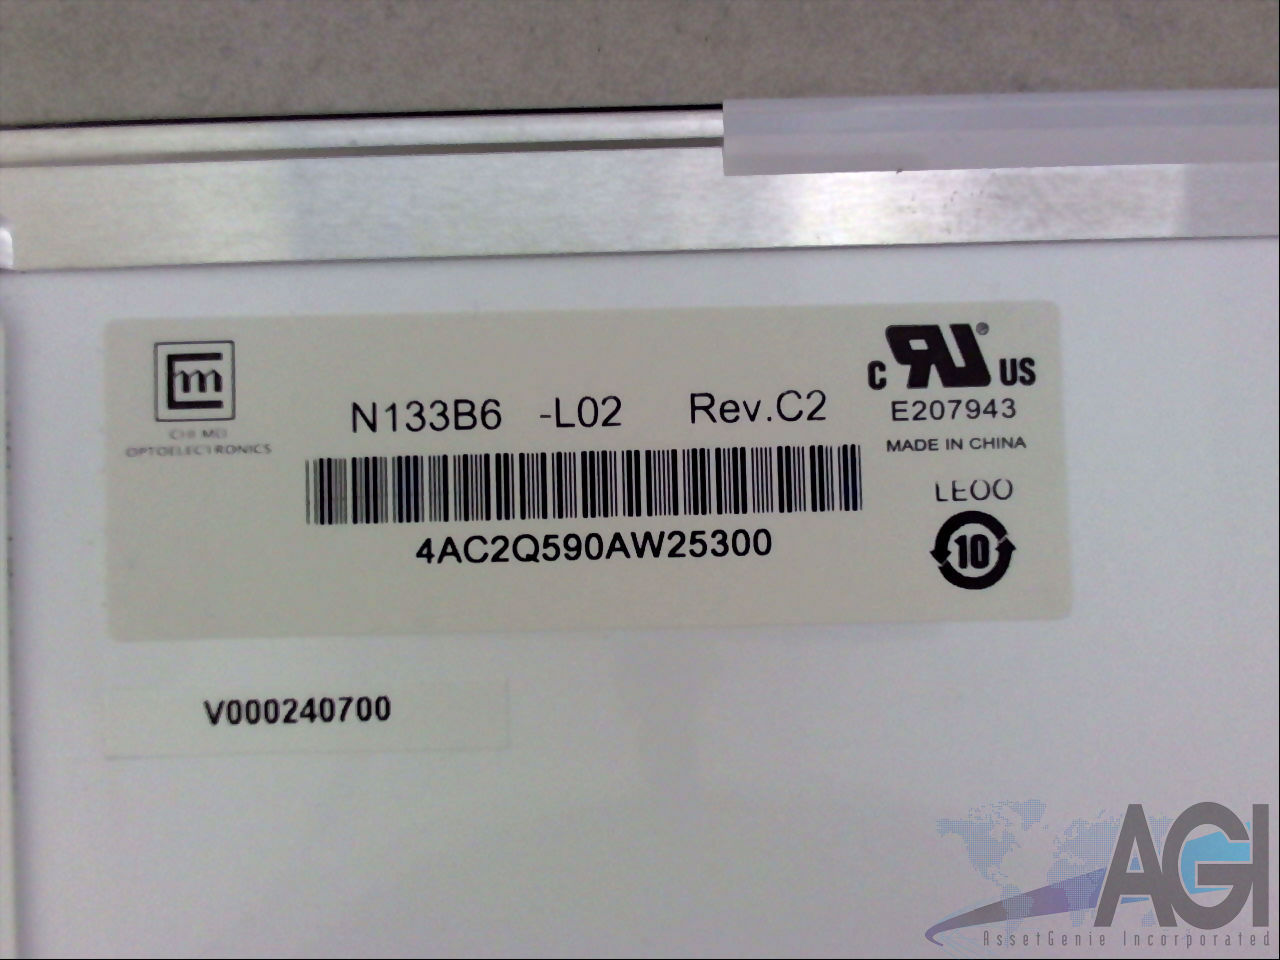 CHI MEI
OPTOELECTRONICS
N133B6 -L02 Rev.C2
4AC2Q590AW25300
C RU® US
E207943
MADE IN CHINA
LEOO
10
V000240700
AGI
AssetGenie Incorporated